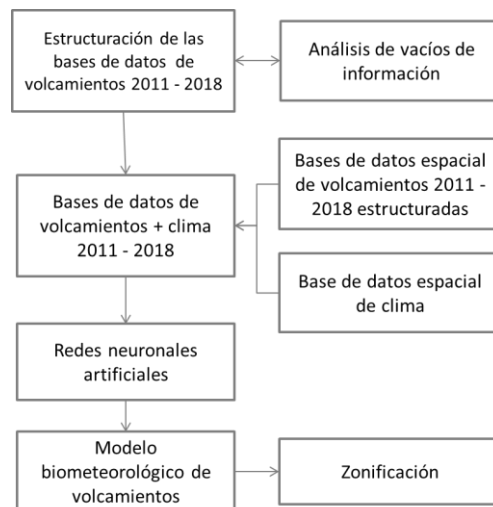 Estructuración de las
bases de datos de
volcamientos 2011 - 2018
Análisis de vacíos de
información
Bases de datos espacial
de volcamientos 2011 -
2018 estructuradas
Bases de datos de
volcamientos + clima
2011 - 2018
Base de datos espacial
de clima
Redes neuronales
artificiales
Modelo
biometeorológico de
volcamientos
Zonificación